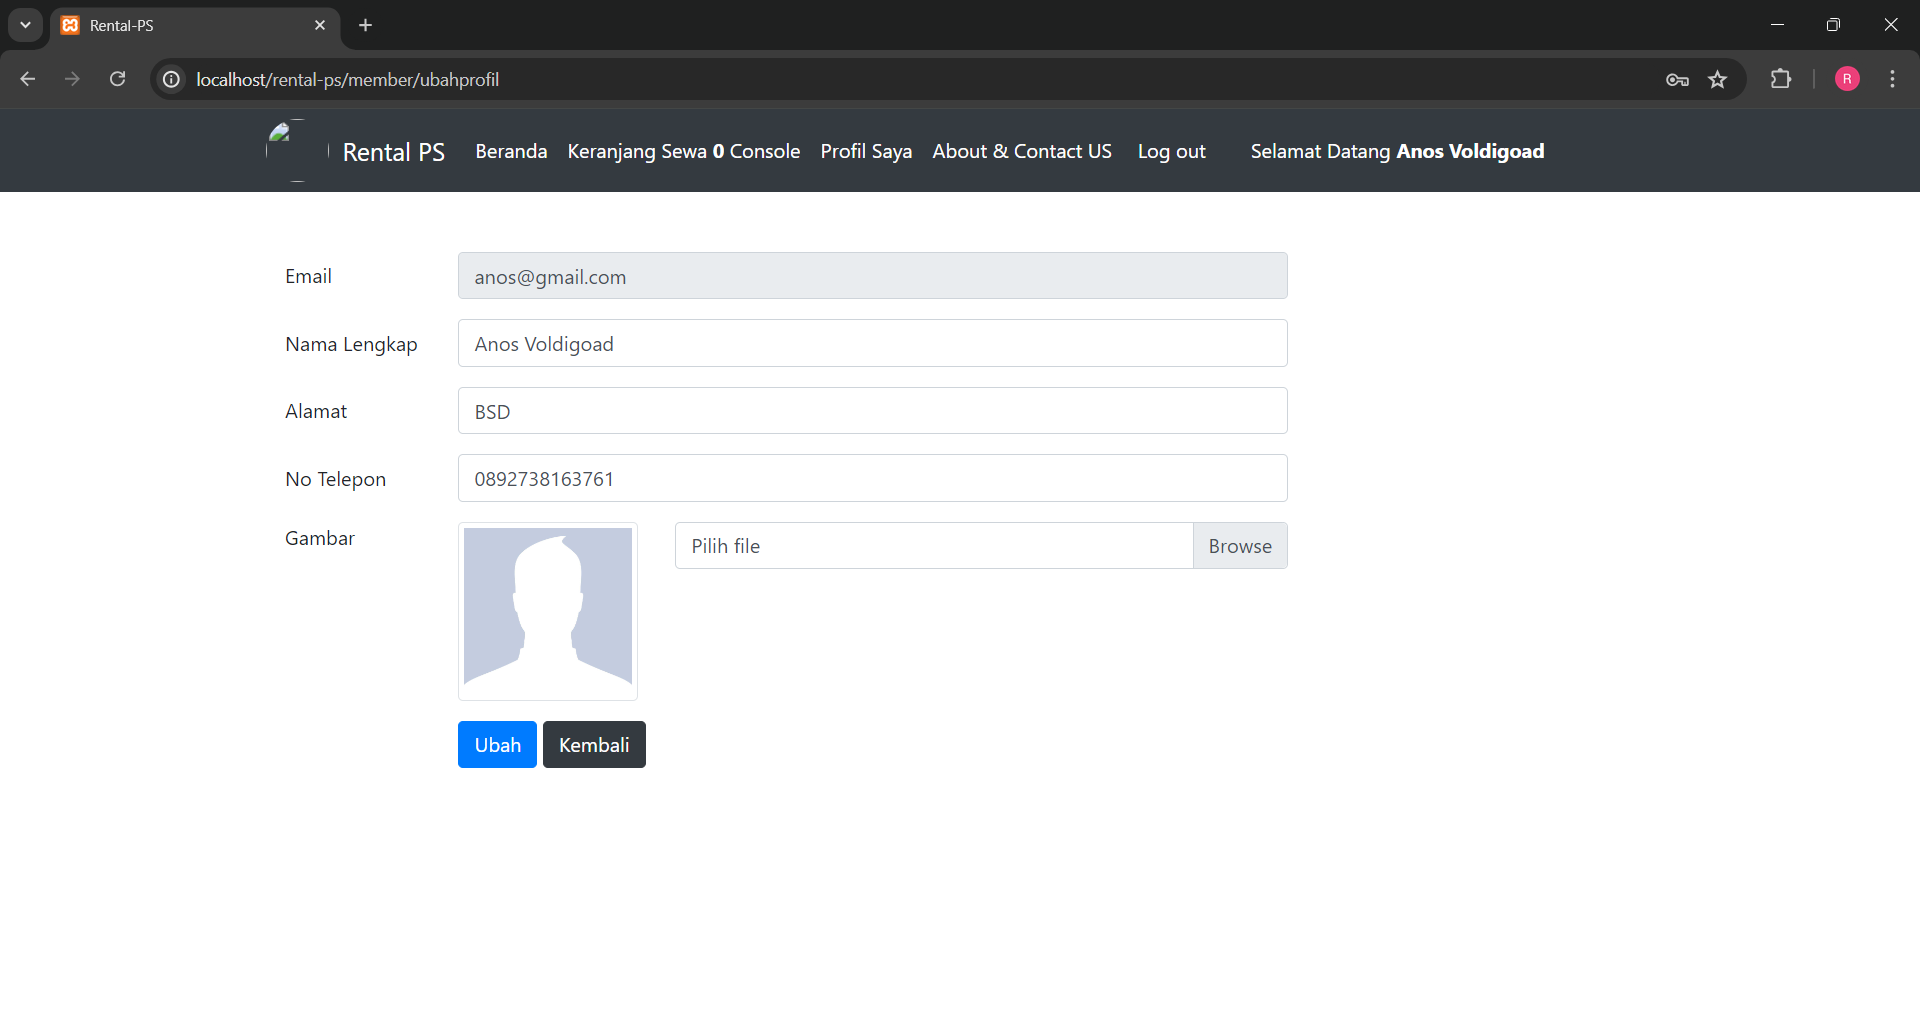 Rental-PS
localhost/rental-ps/member/ubahprofil
R
Rental PS Beranda Keranjang Sewa 0 Console Profil Saya About & Contact US Log out Selamat Datang Anos Voldigoad
Email anos@gmail.com
Nama Lengkap Anos Voldigoad
Alamat BSD
No Telepon 0892738163761
Gambar Pilih file Browse
Ubah Kembali